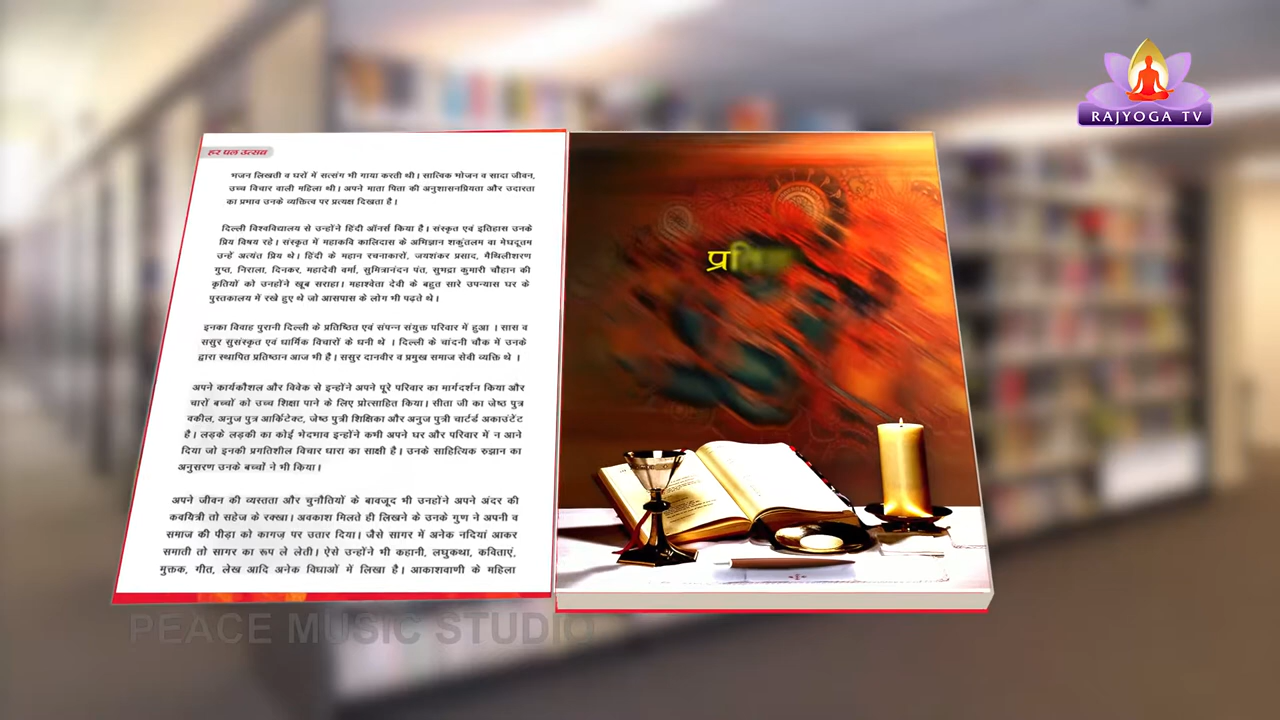 RAJYOGA TV
हर पल उत्सव
भजन लिखती व घरों में सत्संग भी गाया करती थी। सात्विक भोजन व सादा जीवन,
उच्च विचार वाली महिला थी। अपने माता पिता की अनुशासनप्रियता और उदारता
का प्रभाव उनके व्यक्तित्व पर प्रत्यक्ष दिखता है।
दिल्ली विश्वविद्यालय से उन्होंने हिंदी ऑनर्स किया है। संस्कृत एवं इतिहास उनके
प्रिय विषय रहे। संस्कृत में महाकवि कालिदास के अभिज्ञान शकुंतलम वा मेघदूतम
उन्हें अत्यंत प्रिय थे। हिंदी के महान रचनाकारों, जयशंकर प्रसाद, मैथिलीशरण
गुप्त, निराला, दिनकर, महादेवी वर्मा, सुमित्रानंदन पंत, सुभद्रा कुमारी चौहान की
कृतियों को उनहोंने खूब सराहा। महाश्वेता देवी के बहुत सारे उपन्यास घर के
पुस्तकालय में रखे हुए थे जो आसपास के लोग भी पढ़ते थे।
इनका विवाह पुरानी दिल्ली के प्रतिष्ठित एवं संपन्न संयुक्त परिवार में हुआ । सास व
ससुर सुसंस्कृत एवं धार्मिक विचारों के धनी थे । दिल्ली के चांदनी चौक में उनके
द्वारा स्थापित प्रतिष्ठान आज भी है। ससुर दानवीर व प्रमुख समाज सेवी व्यक्ति थे ।
अपने कार्यकौशल और विवेक से इन्होंने अपने पूरे परिवार का मार्गदर्शन किया और
चारों बच्चों को उच्च शिक्षा पाने के लिए प्रोत्साहित किया। सीता जी का जेष्ठ पुत्र
वकील, अनुज पुत्र आर्किटेक्ट, जेष्ठ पुत्री शिक्षिका और अनुज पुत्री चार्टर्ड अकाउंटेंट
है। लड़के लड़की का कोई भेदभाव इन्होंने कभी अपने घर और परिवार में न आने
दिया जो इनकी प्रगतिशील विचार धारा का साक्षी है। उनके साहित्यिक रुझान का
अनुसरण उनके बच्चों ने भी किया।
अपने जीवन की व्यस्तता और चुनौतियों के बावजूद भी उनहोंने अपने अंदर की
कवयित्री तो सहेज के रक्खा। अवकाश मिलते ही लिखने के उनके गुण ने अपनी व
समाज की पीड़ा को कागज़ पर उतार दिया। जैसे सागर में अनेक नदियां आकर
समाती तो सागर का रूप ले लेती। ऐसे उन्होंने भी कहानी, लघुकथा, कविताएं,
मुक्तक, गीत, लेख आदि अनेक विधाओं में लिखा है। आकाशवाणी के महिला
PEACE MUSIC STUDIO